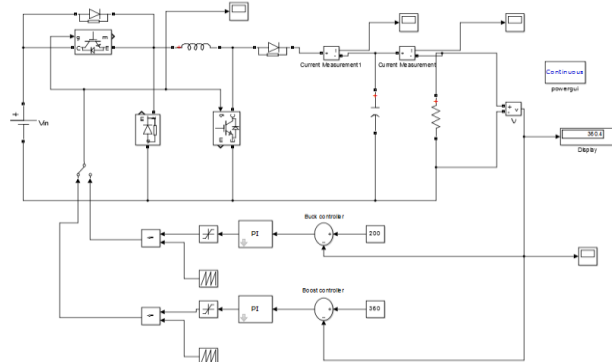 g
m
C
E
Current Measurement1
Current Measurement
Continuous
powergui
Vin
+
v
-
V
360.4
Display
Buck controller
PI
200
Boost controller
PI
360